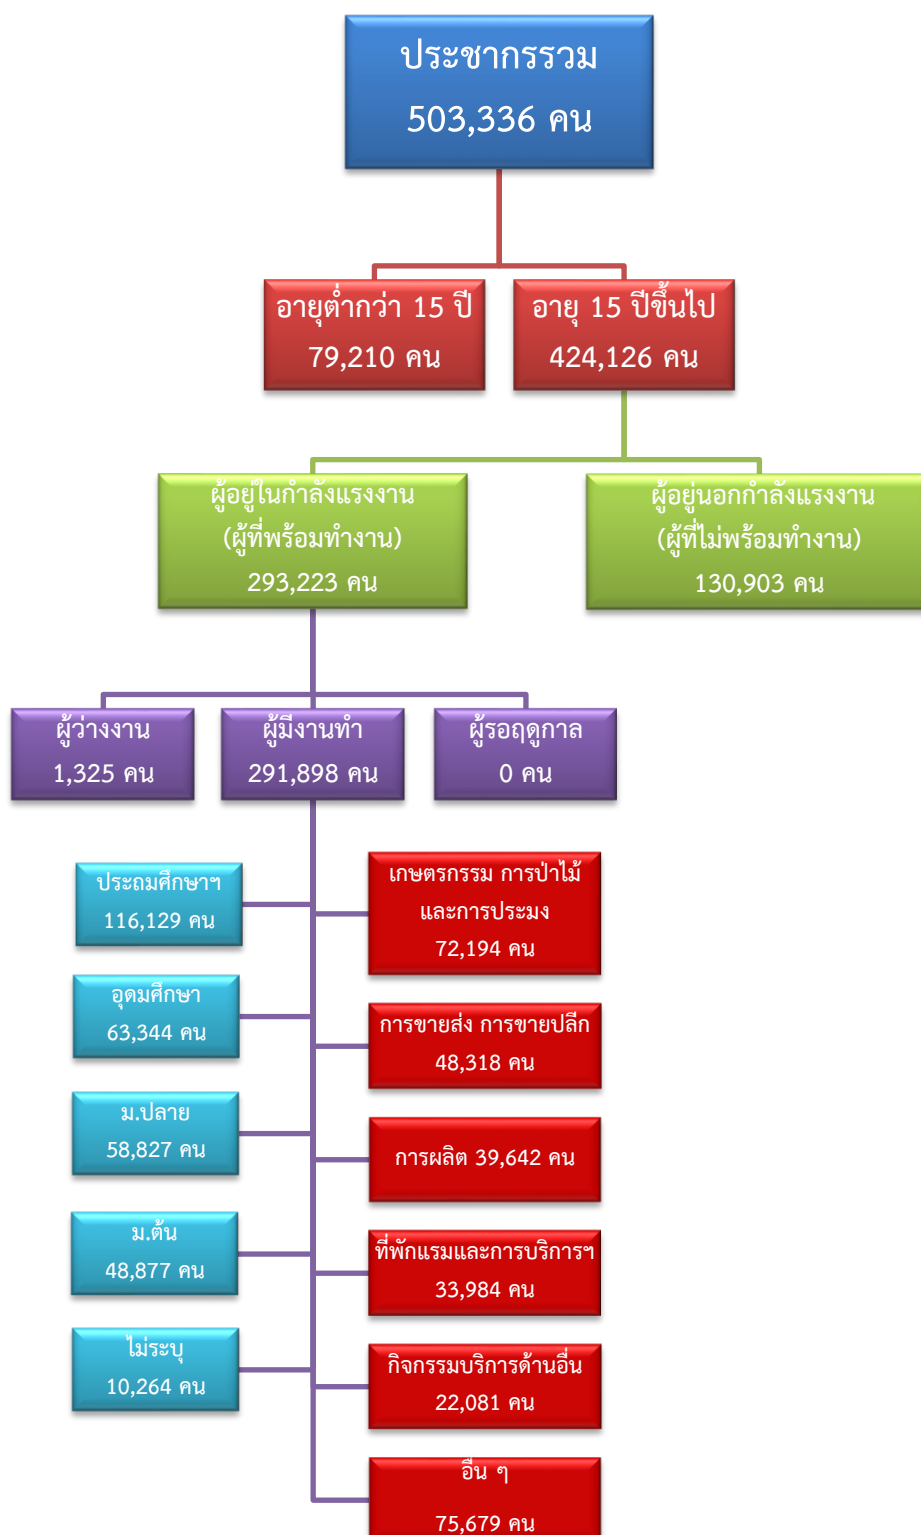 ประชากรรวม
503,336 คน
อายุต่ำกว่า 15 ปี
79,210 คน
อายุ 15 ปีขึ้นไป
424,126 คน
ผู้อยู่ในกำลังแรงงาน
(ผู้ที่พร้อมทำงาน)
293,223 คน
ผู้อยู่นอกกำลังแรงงาน
(ผู้ที่ไม่พร้อมทำงาน)
130,903 คน
ผู้ว่างงาน
1,325 คน
ผู้มีงานทำ
291,898 คน
ผู้รอฤดูกาล
0 คน
ประถมศึกษาฯ
116,129 คน
อุดมศึกษา
63,344 คน
ม.ปลาย
58,827 คน
ม.ต้น
48,877 คน
ไม่ระบุ
10,264 คน
เกษตรกรรม การป่าไม้
และการประมง
72,194 คน
การขายส่ง การขายปลีก
48,318 คน
การผลิต 39,642 คน
ที่พักแรมและการบริการฯ
33,984 คน
กิจกรรมบริการด้านอื่น
22,081 คน
อื่น ๆ
75,679 คน